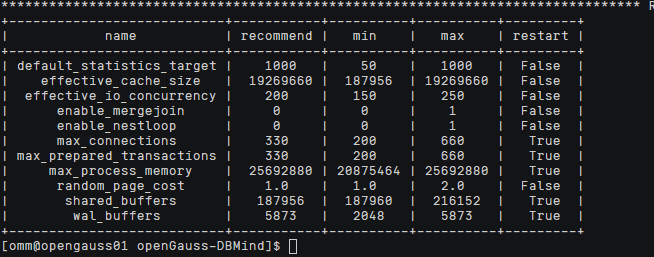 ******************************************************************************* R
+----------------------------+-----------+----------+----------+---------+
|            name            | recommend |   min    |   max    | restart |
+----------------------------+-----------+----------+----------+---------+
| default_statistics_target  |    1000   |    50    |   1000   |  False  |
|    effective_cache_size    |  19269660 |  187956  | 19269660 |  False  |
|  effective_io_concurrency  |    200    |   150    |   250    |  False  |
|      enable_mergejoin      |     0     |    0     |    1     |  False  |
|      enable_nestloop       |     0     |    0     |    1     |  False  |
|      max_connections       |    330    |   200    |   660    |   True  |
| max_prepared_transactions  |    330    |   200    |   660    |   True  |
|     max_process_memory     |  25692880 | 20875464 | 25692880 |   True  |
|      random_page_cost      |    1.0    |   1.0    |   2.0    |  False  |
|       shared_buffers       |   187956  |  187960  |  216152  |   True  |
|        wal_buffers         |    5873   |   2048   |   5873   |   True  |
+----------------------------+-----------+----------+----------+---------+
[omm@opengauss01 openGauss-DBMind]$